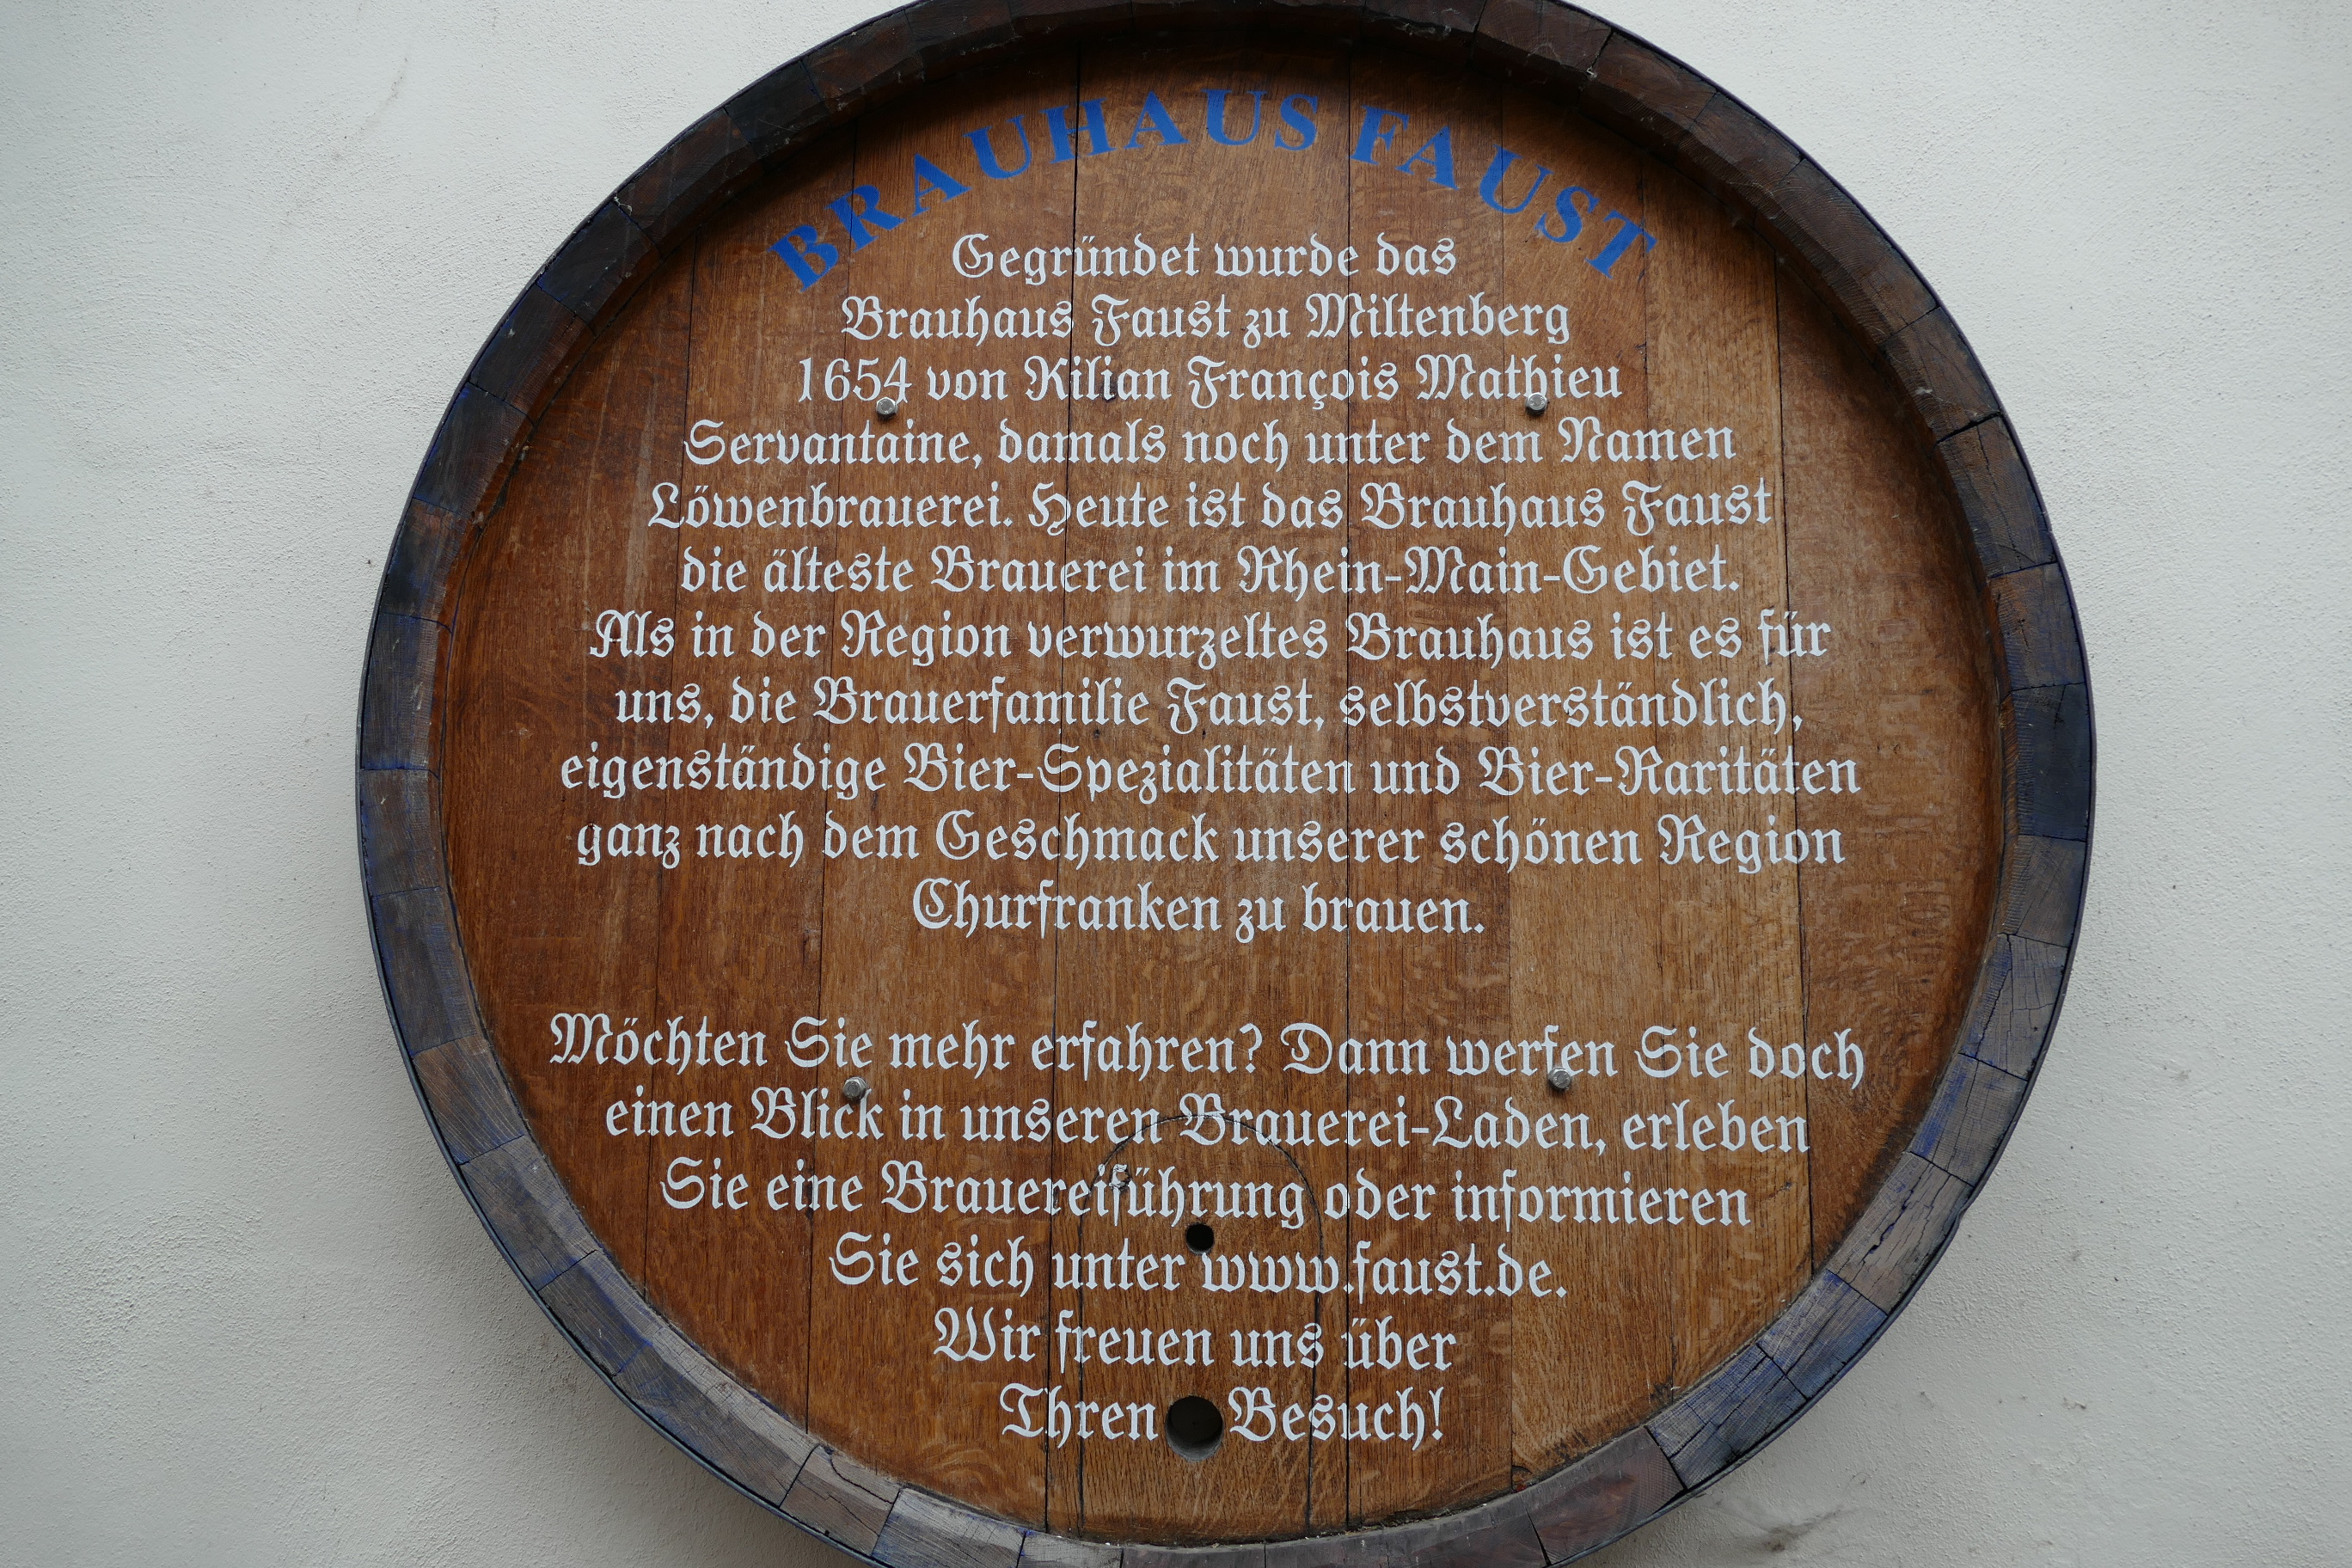 BRAUHAUS FAUST
Gegründet wurde das
Brauhaus Faust zu Miltenberg
1654 von Kilian François Mathieu
Servantaine, damals noch unter dem Namen
Löwenbrauerei. Heute ist das Brauhaus Faust
die älteste Brauerei im Rhein-Main-Gebiet.
Als in der Region verwurzeltes Brauhaus ist es für
uns, die Brauerfamilie Faust, selbstverständlich,
eigenständige Bier-Spezialitäten und Bier-Raritäten
ganz nach dem Geschmack unserer schönen Region
Churfranken zu brauen.
Möchten Sie mehr erfahren? Dann werfen Sie doch
einen Blick in unseren Brauerei-Laden, erleben
Sie eine Brauereiführung oder informieren
Sie sich unter www.faust.de.
Wir freuen uns über
Ihren Besuch!